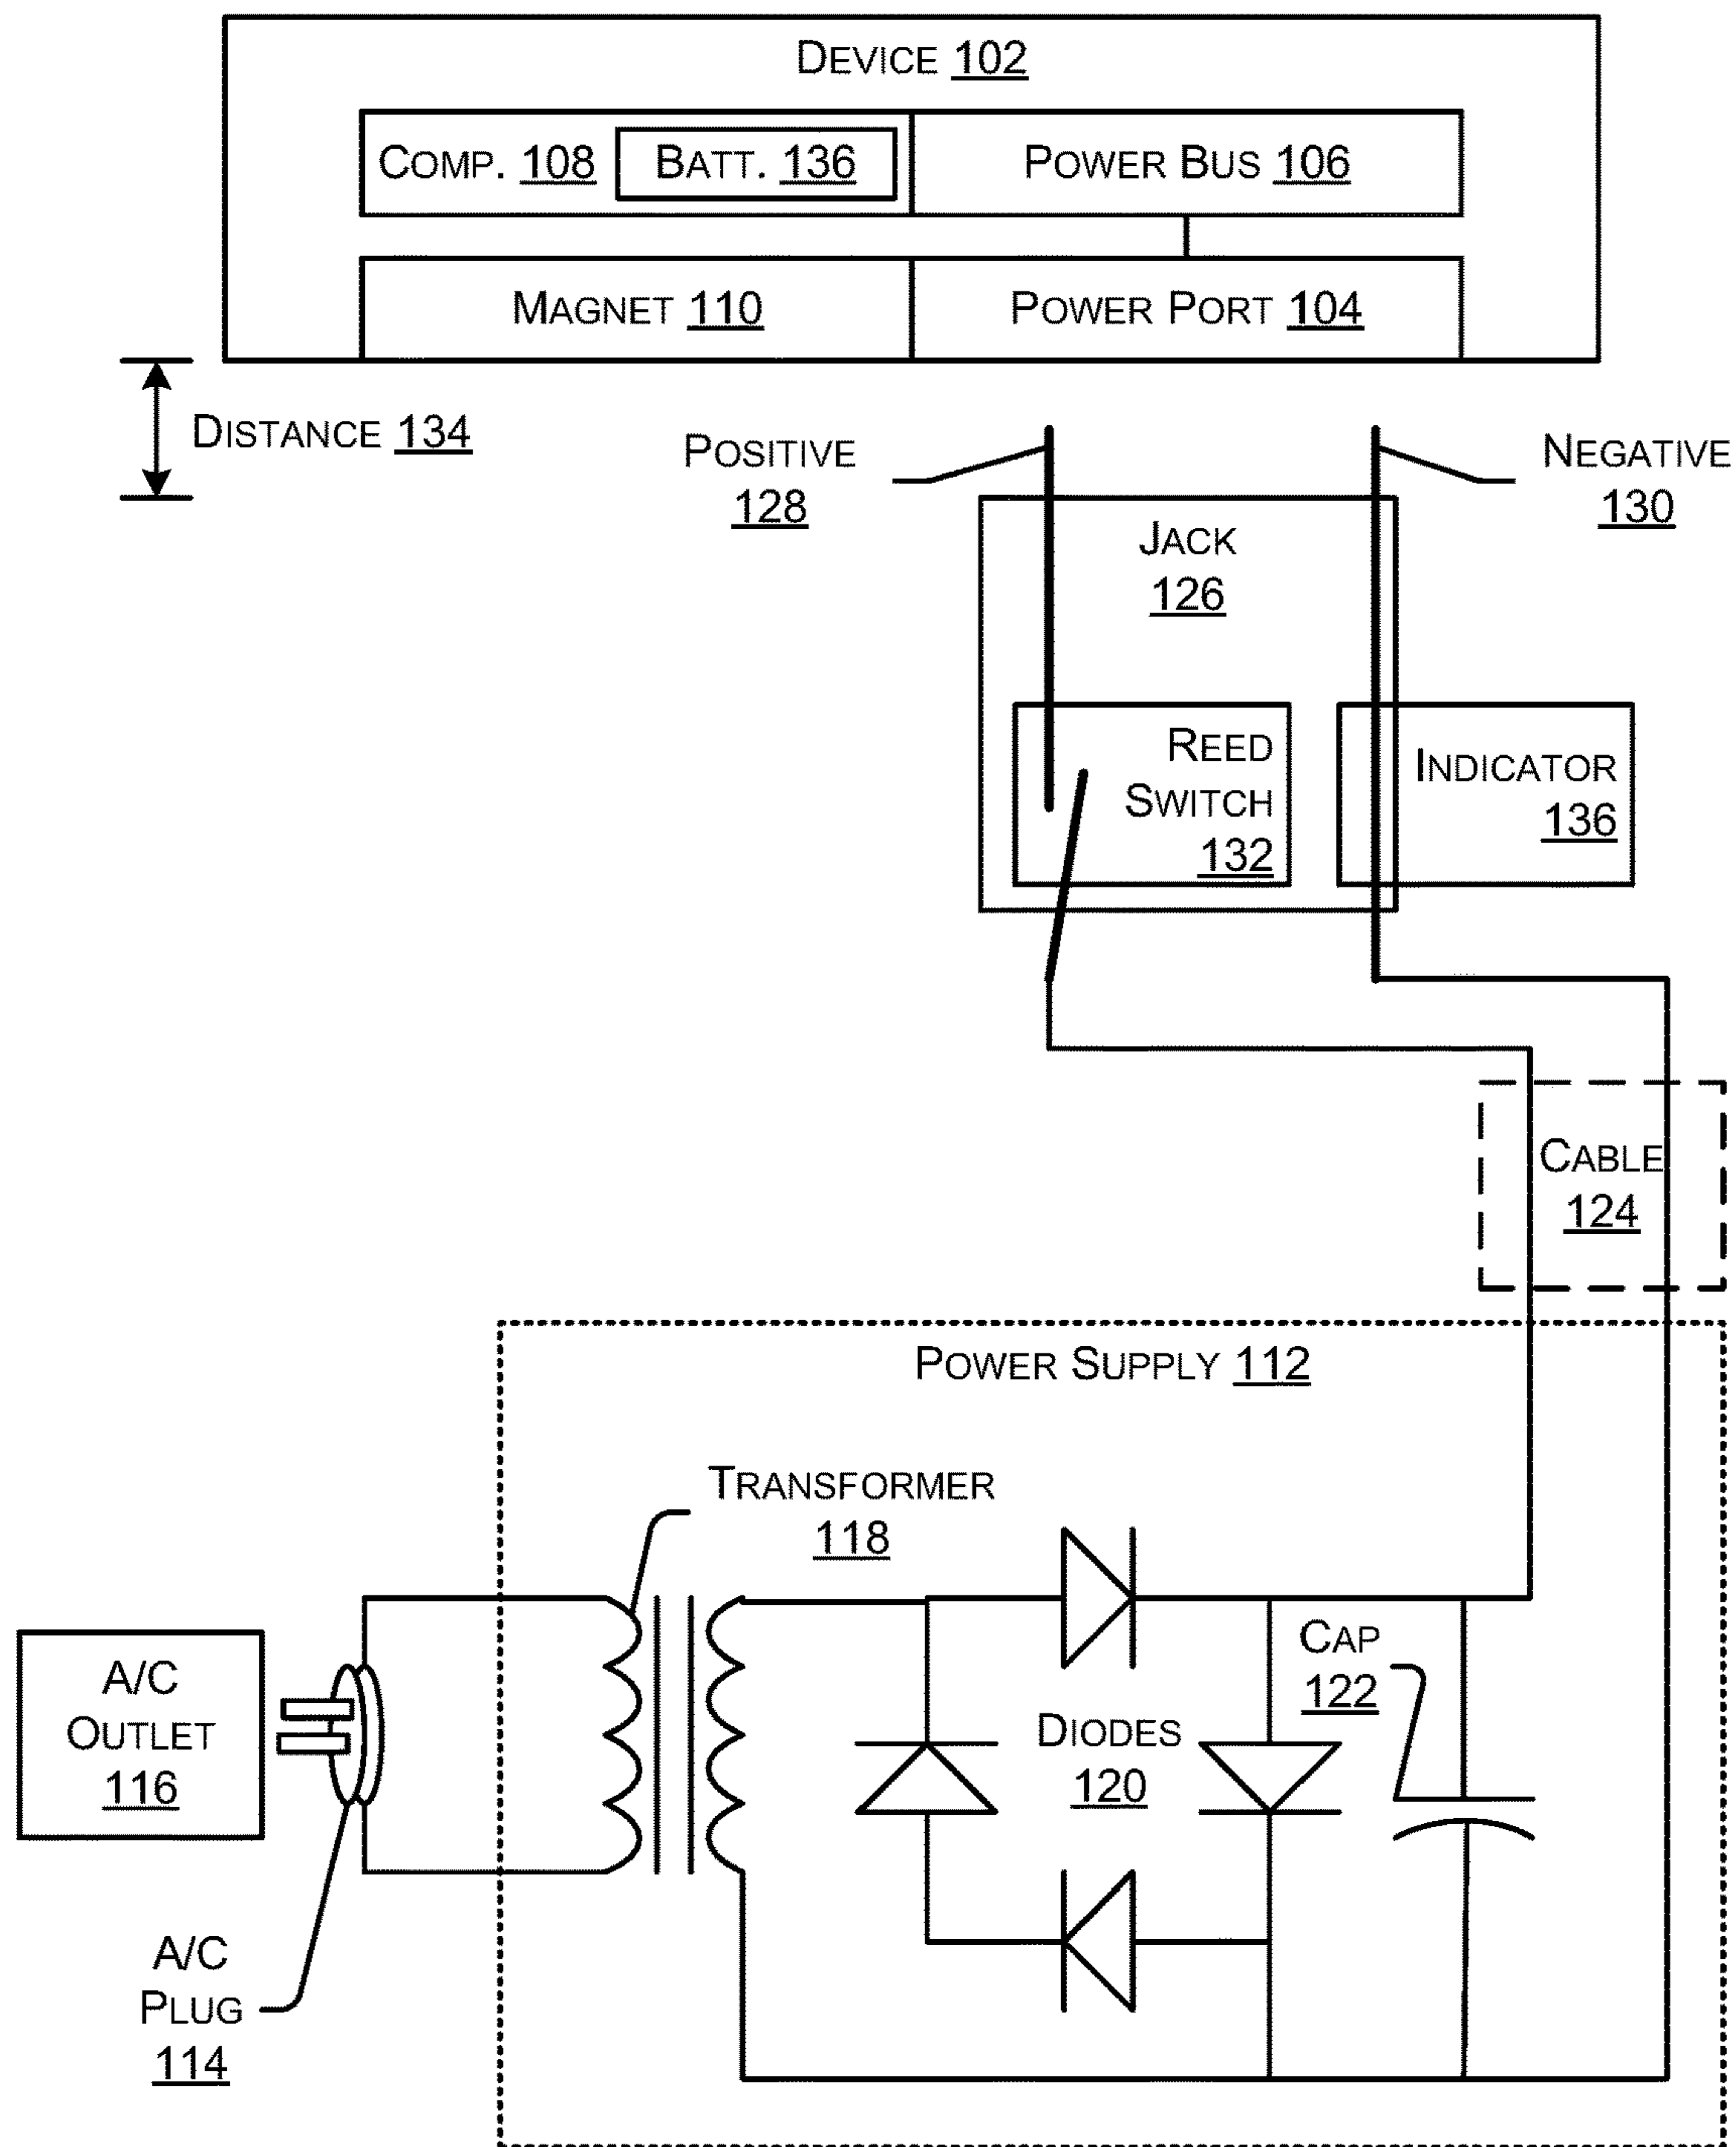 DEVICE 102
COMP. 108
BATT. 136
POWER BUS 106
MAGNET 110
POWER PORT 104
DISTANCE 134
POSITIVE
128
NEGATIVE
130
JACK
126
REED
SWITCH
132
INDICATOR
136
CABLE
124
POWER SUPPLY 112
TRANSFORMER
118
CAP
122
A/C
OUTLET
116
DIODES
120
A/C
PLUG
114